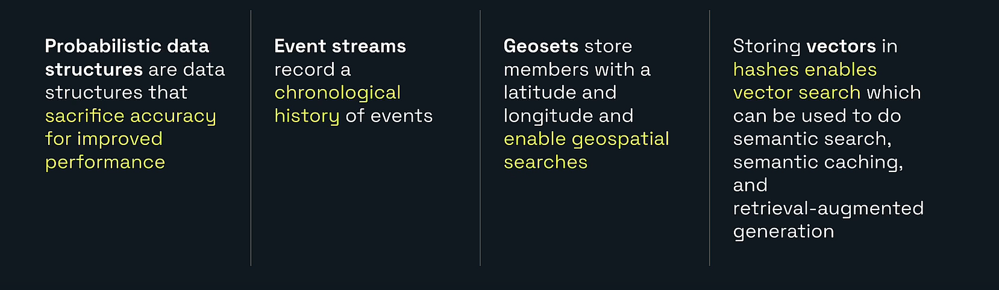 Probabilistic data
structures are data
structures that
sacrifice accuracy
for improved
performance
Event streams
record a
chronological
history of events
Geosets store
members with a
latitude and
longitude and
enable geospatial
searches
Storing vectors in
hashes enables
vector search which
can be used to do
semantic search,
semantic caching,
and
retrieval-augmented
generation